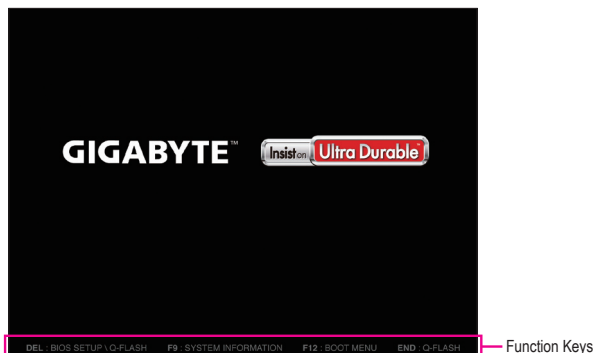 GIGABYTE™ Insist on Ultra Durable™
DEL : BIOS SETUP \ Q-FLASH F9 : SYSTEM INFORMATION F12 : BOOT MENU END : Q-FLASH
Function Keys